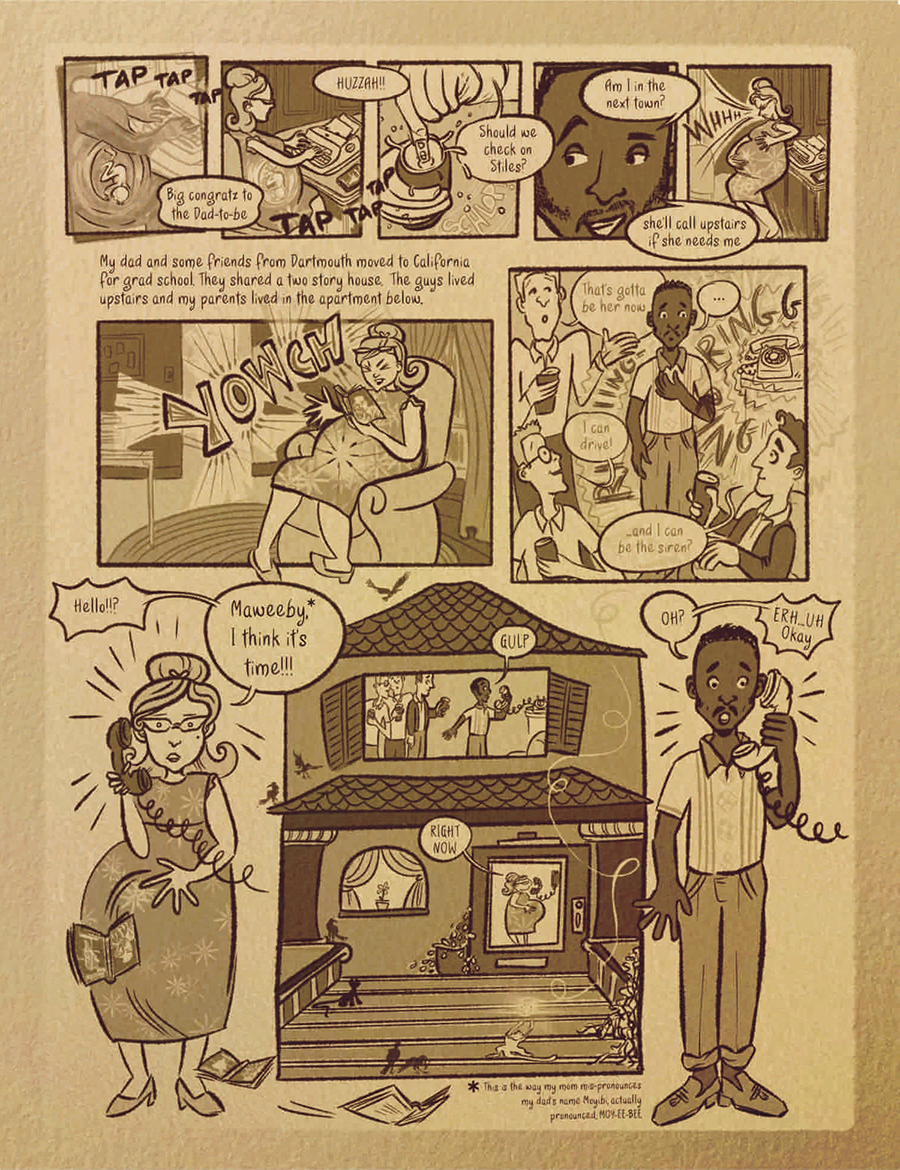 TAP TAP
TAP
HUZZAH!!
Big congratz to
the Dad-to-be
TAP TAP TAP
Should we
check on
Stiles?
Am I in the
next town?
WHHH
she'll call upstairs
if she needs me
My dad and some friends from Dartmouth moved to California
for grad school. They shared a two story house. The guys lived
upstairs and my parents lived in the apartment below.
YOWCH
That's gotta
be her now
...
RINGG
I can
drive!
...and I can
be the siren?
Hello!!?
Maweeby,*
I think it's
time!!!
GULP
OH?
ERH...UH
Okay
RIGHT
NOW
* This is the way my mom mis-pronounces
my dad's name Moyibi, actually
pronounced, MOY-EE-BEE